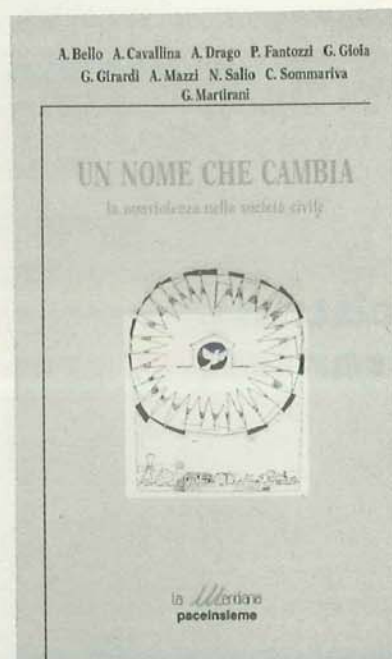 A. Bello A. Cavallina A. Drago P. Fantozzi G. Gioia
G. Girardi A. Mazzi N. Salio C. Sommariva
G. Martirani
UN NOME CHE CAMBIA
la nonviolenza nella società civile
la Meridiana
paceinsieme